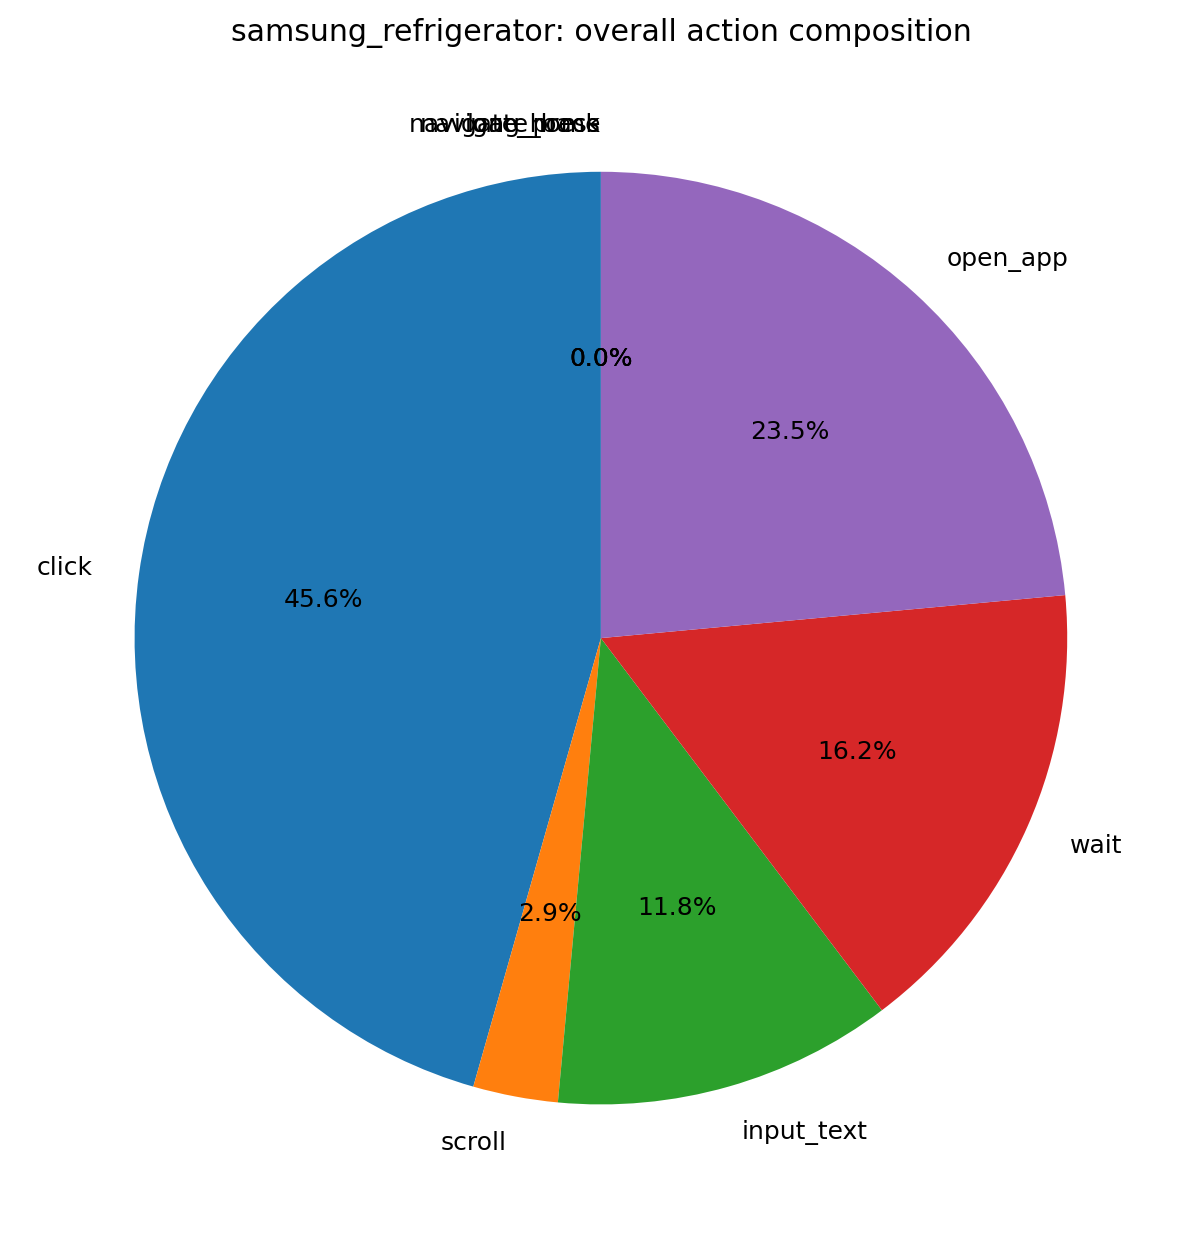 samsung_refrigerator: overall action composition
open_app
0.0%
23.5%
click
45.6%
16.2%
wait
2.9%
11.8%
input_text
scroll